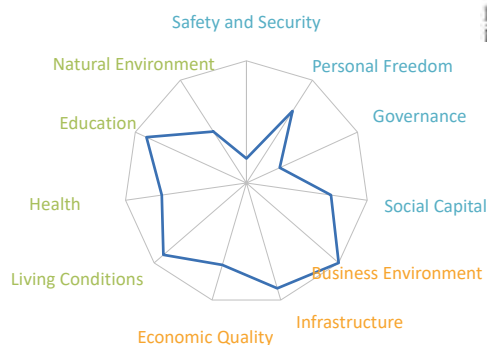 Safety and Security
Natural Environment
Personal Freedom
Education
Governance
Health
Social Capital
Living Conditions
Business Environment
Economic Quality
Infrastructure